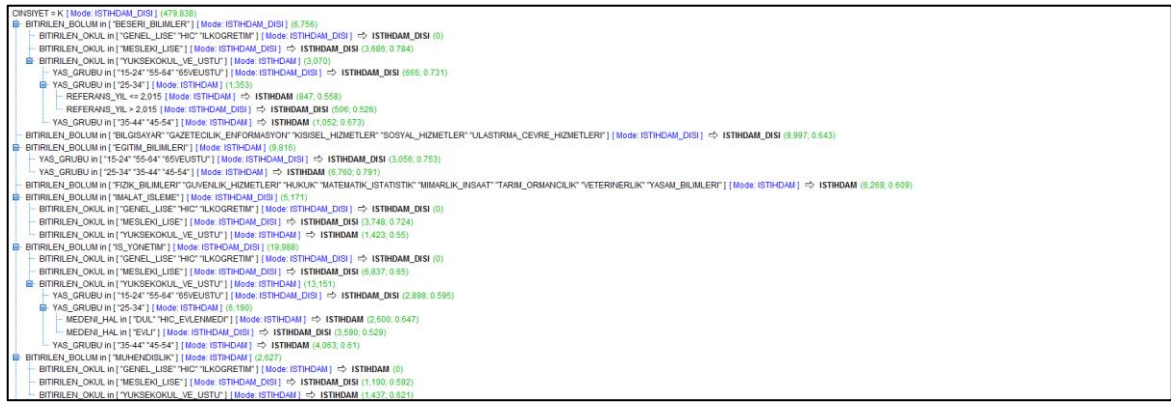 CINSIYET = K [ Mode: ISTIHDAM_DISI ] (479,838)
BITIRILEN_BOLUM in [ "BESERI_BILIMLER" ] [ Mode: ISTIHDAM_DISI ] (6,756)
BITIRILEN_OKUL in [ "GENEL_LISE" "HIC" "ILKOGRETIM" ] [ Mode: ISTIHDAM_DISI ] ⇨ ISTIHDAM_DISI (0)
BITIRILEN_OKUL in [ "MESLEKI_LISE" ] [ Mode: ISTIHDAM_DISI ] ⇨ ISTIHDAM_DISI (3,686; 0.784)
BITIRILEN_OKUL in [ "YUKSEKOKUL_VE_USTU" ] [ Mode: ISTIHDAM ] (3,070)
YAS_GRUBU in [ "15-24" "55-64" "65VEUSTU" ] [ Mode: ISTIHDAM_DISI ] ⇨ ISTIHDAM_DISI (665; 0.731)
YAS_GRUBU in [ "25-34" ] [ Mode: ISTIHDAM ] (1,353)
REFERANS_YIL <= 2,015 [ Mode: ISTIHDAM ] ⇨ ISTIHDAM (847; 0.558)
REFERANS_YIL > 2,015 [ Mode: ISTIHDAM_DISI ] ⇨ ISTIHDAM_DISI (506; 0.526)
YAS_GRUBU in [ "35-44" "45-54" ] [ Mode: ISTIHDAM ] ⇨ ISTIHDAM (1,052; 0.673)
BITIRILEN_BOLUM in [ "BILGISAYAR" "GAZETECILIK_ENFORMASYON" "KISISEL_HIZMETLER" "SOSYAL_HIZMETLER" "ULASTIRMA_CEVRE_HIZMETLERI" ] [ Mode: ISTIHDAM_DISI ] ⇨ ISTIHDAM_DISI (9,997; 0.643)
BITIRILEN_BOLUM in [ "EGITIM_BILIMLERI" ] [ Mode: ISTIHDAM ] (9,816)
YAS_GRUBU in [ "15-24" "55-64" "65VEUSTU" ] [ Mode: ISTIHDAM_DISI ] ⇨ ISTIHDAM_DISI (3,056; 0.753)
YAS_GRUBU in [ "25-34" "35-44" "45-54" ] [ Mode: ISTIHDAM ] ⇨ ISTIHDAM (6,760; 0.791)
BITIRILEN_BOLUM in [ "FIZIK_BILIMLERI" "GUVENLIK_HIZMETLERI" "HUKUK" "MATEMATIK_ISTATISTIK" "MIMARLIK_INSAAT" "TARIM_ORMANCILIK" "VETERINERLIK" "YASAM_BILIMLERI" ] [ Mode: ISTIHDAM ] ⇨ ISTIHDAM (6,269; 0.609)
BITIRILEN_BOLUM in [ "IMALAT_ISLEME" ] [ Mode: ISTIHDAM_DISI ] (5,171)
BITIRILEN_OKUL in [ "GENEL_LISE" "HIC" "ILKOGRETIM" ] [ Mode: ISTIHDAM_DISI ] ⇨ ISTIHDAM_DISI (0)
BITIRILEN_OKUL in [ "MESLEKI_LISE" ] [ Mode: ISTIHDAM_DISI ] ⇨ ISTIHDAM_DISI (3,748; 0.724)
BITIRILEN_OKUL in [ "YUKSEKOKUL_VE_USTU" ] [ Mode: ISTIHDAM ] ⇨ ISTIHDAM (1,423; 0.55)
BITIRILEN_BOLUM in [ "IS_YONETIM" ] [ Mode: ISTIHDAM_DISI ] (19,988)
BITIRILEN_OKUL in [ "GENEL_LISE" "HIC" "ILKOGRETIM" ] [ Mode: ISTIHDAM_DISI ] ⇨ ISTIHDAM_DISI (0)
BITIRILEN_OKUL in [ "MESLEKI_LISE" ] [ Mode: ISTIHDAM_DISI ] ⇨ ISTIHDAM_DISI (6,837; 0.65)
BITIRILEN_OKUL in [ "YUKSEKOKUL_VE_USTU" ] [ Mode: ISTIHDAM ] (13,151)
YAS_GRUBU in [ "15-24" "55-64" "65VEUSTU" ] [ Mode: ISTIHDAM_DISI ] ⇨ ISTIHDAM_DISI (2,898; 0.595)
YAS_GRUBU in [ "25-34" ] [ Mode: ISTIHDAM ] (6,190)
MEDENI_HAL in [ "DUL" "HIC_EVLENMEDI" ] [ Mode: ISTIHDAM ] ⇨ ISTIHDAM (2,600; 0.647)
MEDENI_HAL in [ "EVLI" ] [ Mode: ISTIHDAM_DISI ] ⇨ ISTIHDAM_DISI (3,590; 0.529)
YAS_GRUBU in [ "35-44" "45-54" ] [ Mode: ISTIHDAM ] ⇨ ISTIHDAM (4,063; 0.61)
BITIRILEN_BOLUM in [ "MUHENDISLIK" ] [ Mode: ISTIHDAM ] (2,627)
BITIRILEN_OKUL in [ "GENEL_LISE" "HIC" "ILKOGRETIM" ] [ Mode: ISTIHDAM ] ⇨ ISTIHDAM (0)
BITIRILEN_OKUL in [ "MESLEKI_LISE" ] [ Mode: ISTIHDAM_DISI ] ⇨ ISTIHDAM_DISI (1,190; 0.592)
BITIRILEN_OKUL in [ "YUKSEKOKUL_VE_USTU" ] [ Mode: ISTIHDAM ] ⇨ ISTIHDAM (1,437; 0.621)